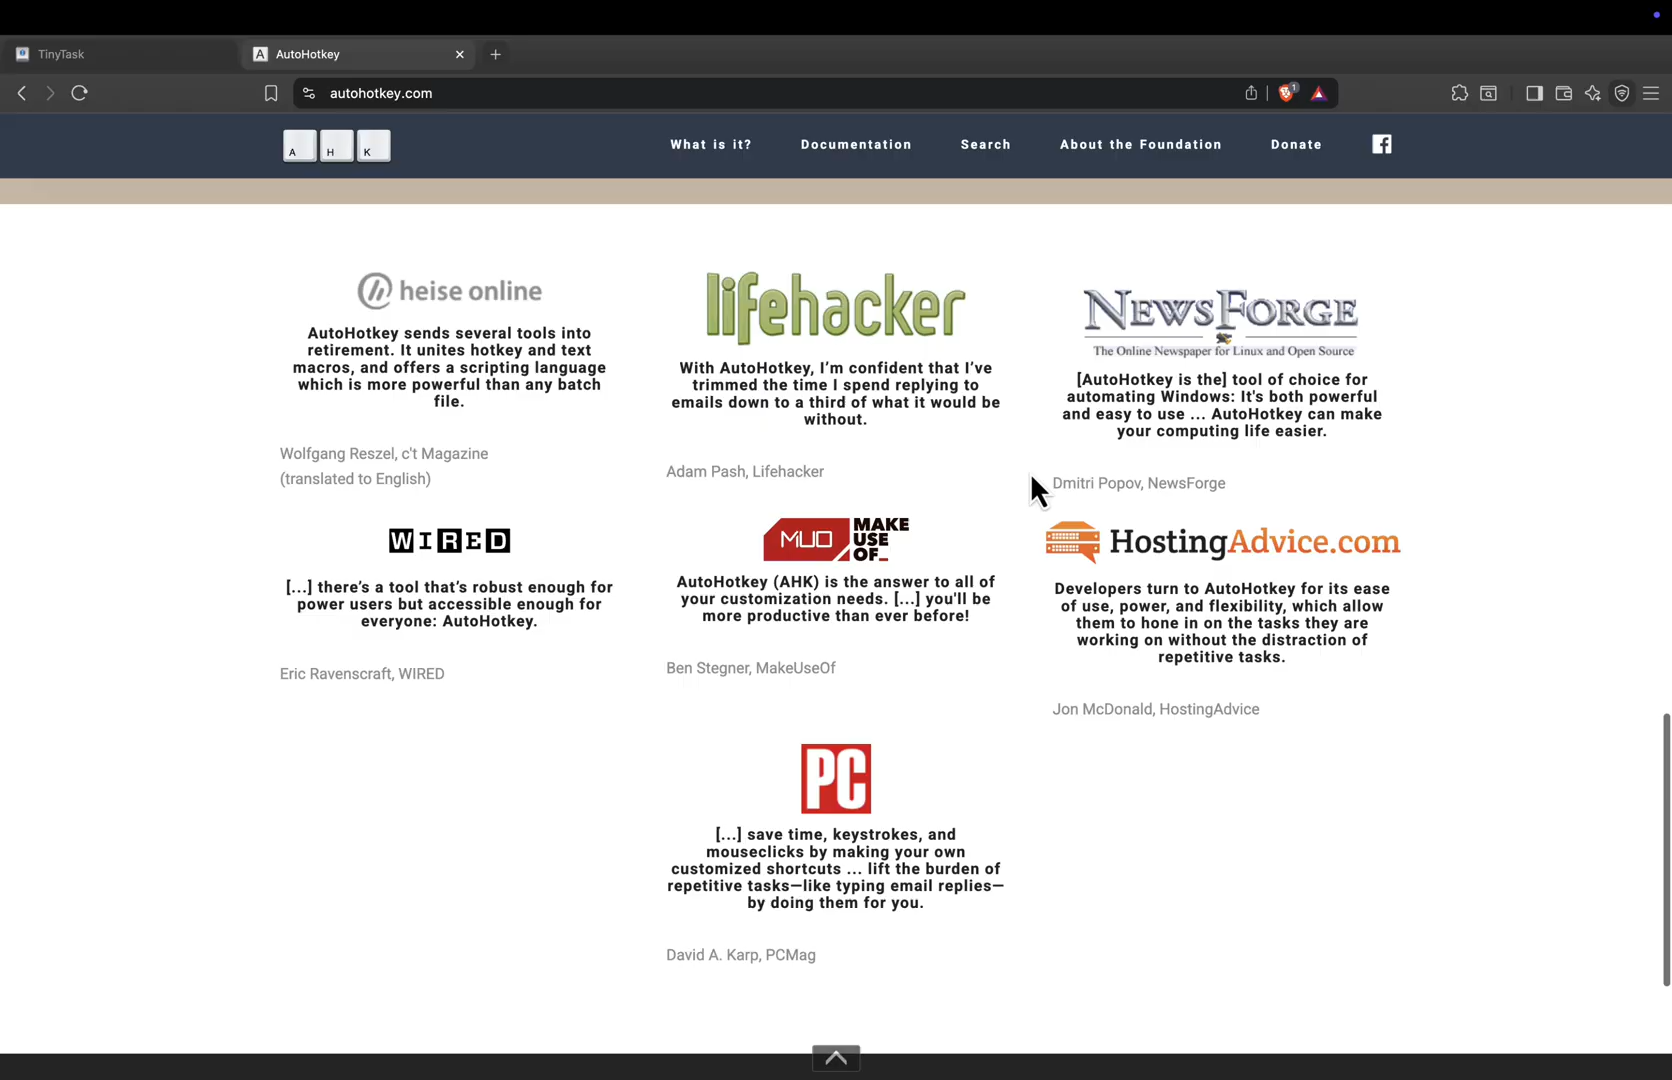 TinyTask
A AutoHotkey
autohotkey.com
1
A H K
What is it?
Documentation
Search
About the Foundation
Donate
heise online
AutoHotkey sends several tools into
retirement. It unites hotkey and text
macros, and offers a scripting language
which is more powerful than any batch
file.
Wolfgang Reszel, c't Magazine
(translated to English)
lifehacker
With AutoHotkey, I’m confident that I’ve
trimmed the time I spend replying to
emails down to a third of what it would be
without.
Adam Pash, Lifehacker
NEWSFORGE
The Online Newspaper for Linux and Open Source
[AutoHotkey is the] tool of choice for
automating Windows: It's both powerful
and easy to use ... AutoHotkey can make
your computing life easier.
Dmitri Popov, NewsForge
WIRED
[...] there’s a tool that’s robust enough for
power users but accessible enough for
everyone: AutoHotkey.
Eric Ravenscraft, WIRED
MUO MAKE
USE
OF_
AutoHotkey (AHK) is the answer to all of
your customization needs. [...] you'll be
more productive than ever before!
Ben Stegner, MakeUseOf
HostingAdvice.com
Developers turn to AutoHotkey for its ease
of use, power, and flexibility, which allow
them to hone in on the tasks they are
working on without the distraction of
repetitive tasks.
Jon McDonald, HostingAdvice
PC
[...] save time, keystrokes, and
mouseclicks by making your own
customized shortcuts ... lift the burden of
repetitive tasks—like typing email replies—
by doing them for you.
David A. Karp, PCMag